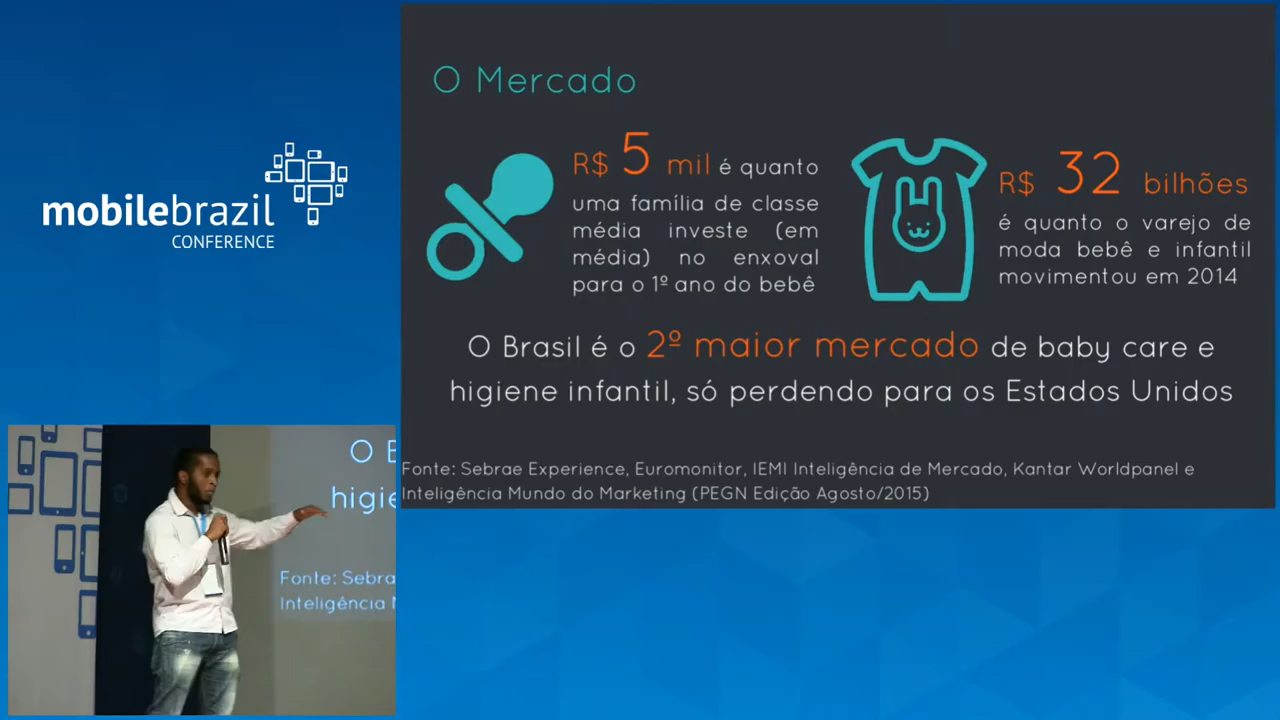 mobilebrazil
CONFERENCE
O Mercado
R$ 5 mil é quanto
uma família de classe
média investe (em
média) no enxoval
para o 1º ano do bebê
R$ 32 bilhões
é quanto o varejo de
moda bebê e infantil
movimentou em 2014
O Brasil é o 2º maior mercado de baby care e
higiene infantil, só perdendo para os Estados Unidos
Fonte: Sebrae Experience, Euromonitor, IEMI Inteligência de Mercado, Kantar Worldpanel e
Inteligência Mundo do Marketing (PEGN Edição Agosto/2015)
O B
higie
Fonte: Sebra
Inteligência M